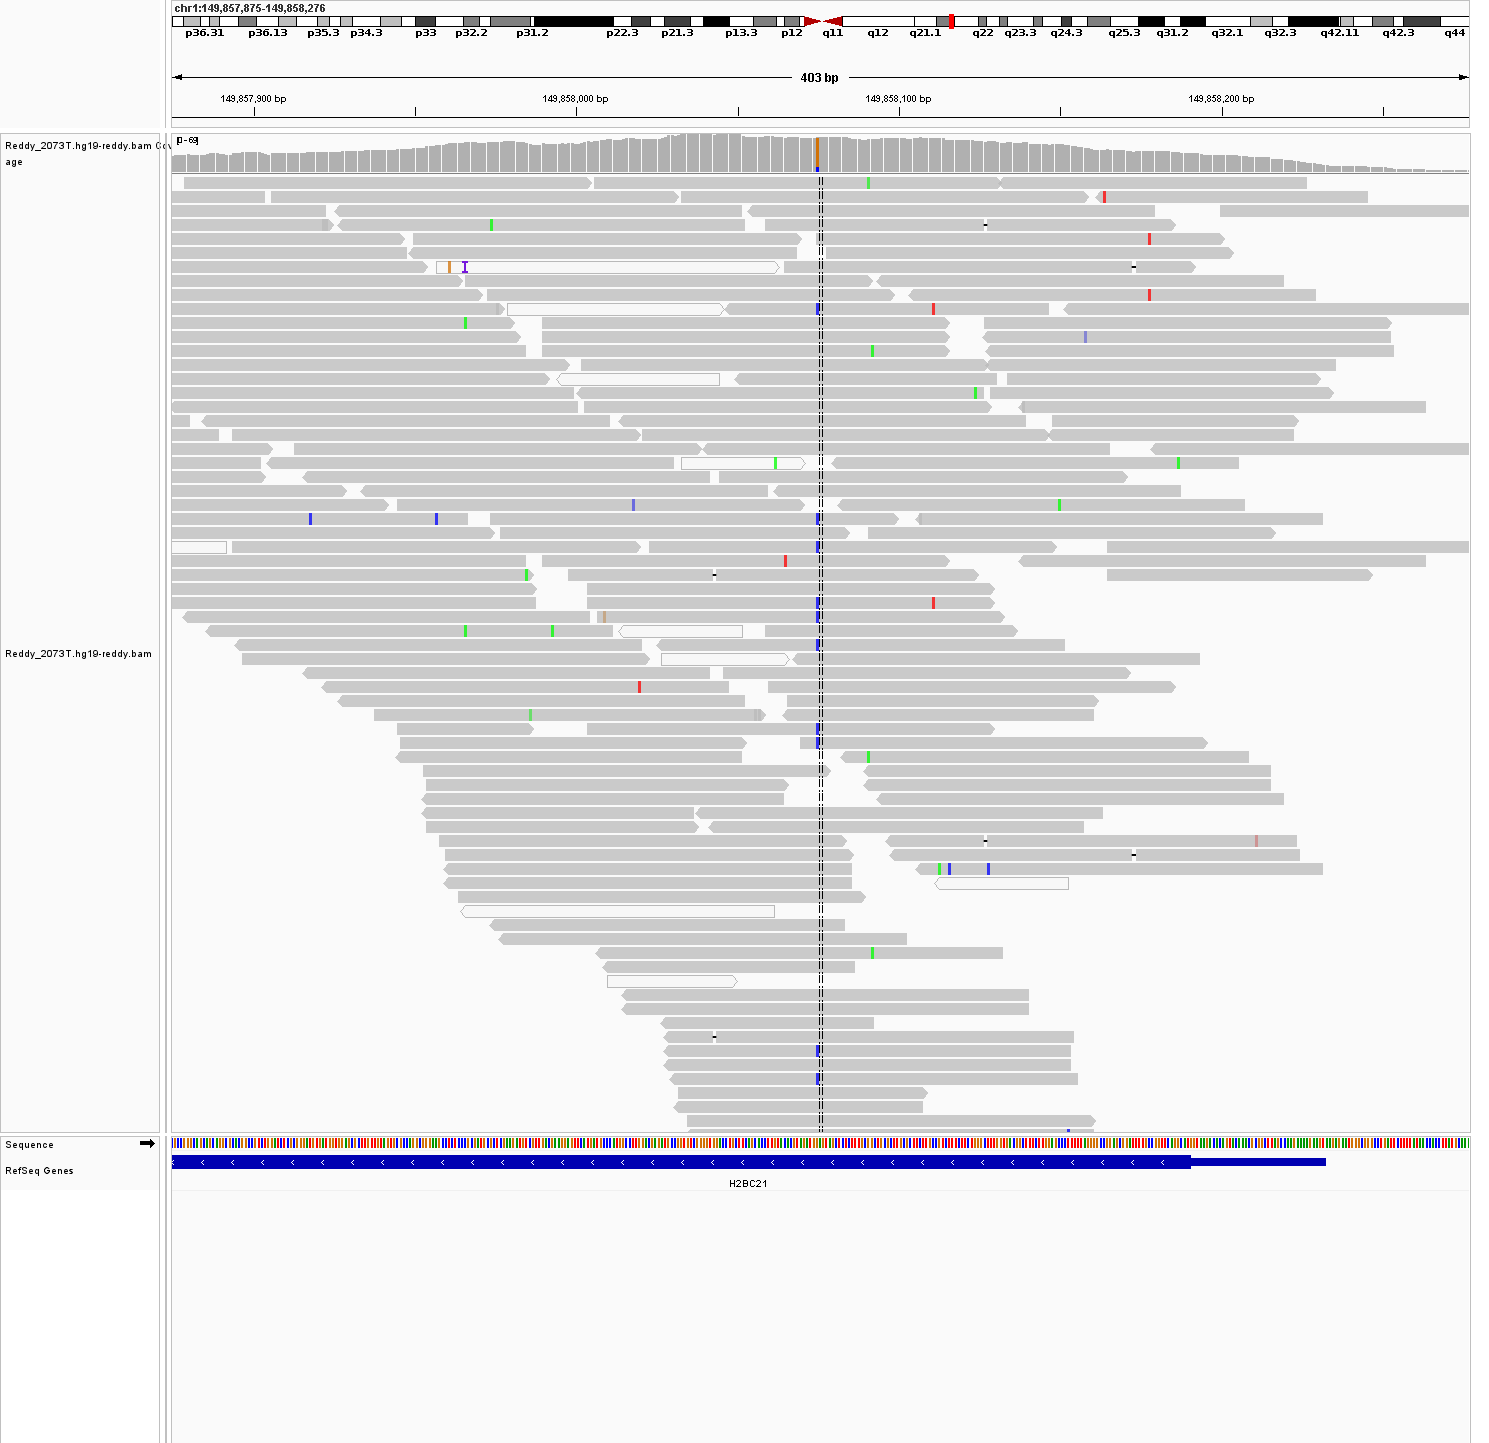 chr1:149,857,875-149,858,276
p36.31 p36.13 p35.3 p34.3 p33 p32.2 p31.2 p22.3 p21.3 p13.3 p12 q11 q12 q21.1 q22 q23.3 q24.3 q25.3 q31.2 q32.1 q32.3 q42.11 q42.3 q44
403 bp
149,857,900 bp 149,858,000 bp 149,858,100 bp 149,858,200 bp
[0-69]
Reddy_2073T.hg19-reddy.bam Cov
age
Reddy_2073T.hg19-reddy.bam
Sequence
RefSeq Genes
H2BC21